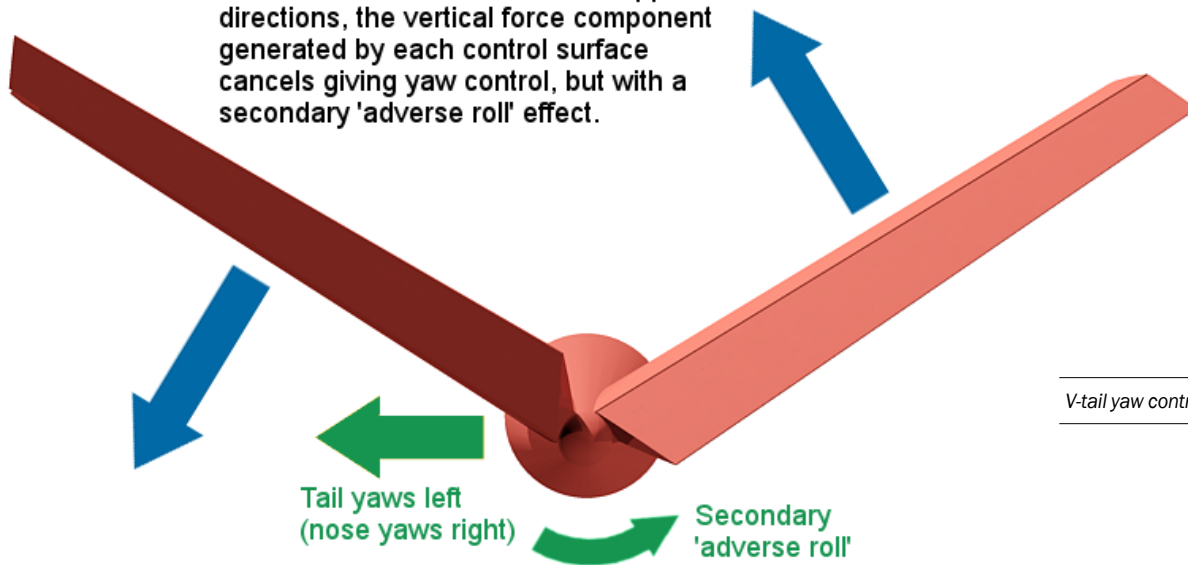 directions, the vertical force component
generated by each control surface
cancels giving yaw control, but with a
secondary 'adverse roll' effect.
V-tail yaw
Tail yaws left
(nose yaws right)
Secondary
'adverse roll'